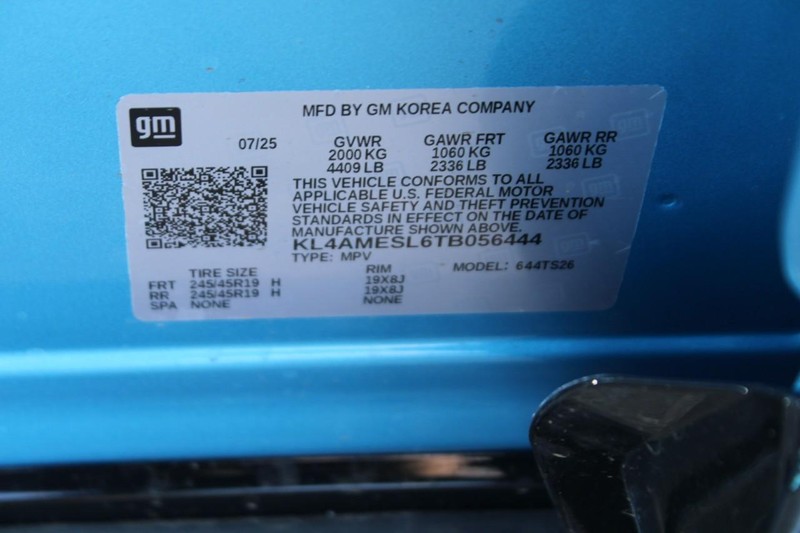 gm
MFD BY GM KOREA COMPANY
07/25 GVWR GAWR FRT GAWR RR
2000 KG 1060 KG 1060 KG
4409 LB 2336 LB 2336 LB
THIS VEHICLE CONFORMS TO ALL
APPLICABLE U.S. FEDERAL MOTOR
VEHICLE SAFETY AND THEFT PREVENTION
STANDARDS IN EFFECT ON THE DATE OF
MANUFACTURE SHOWN ABOVE.
KL4AMESL6TB056444
TYPE: MPV MODEL: 644TS26
TIRE SIZE RIM
FRT 245/45R19 H 19X8J
RR 245/45R19 H 19X8J
SPA NONE NONE